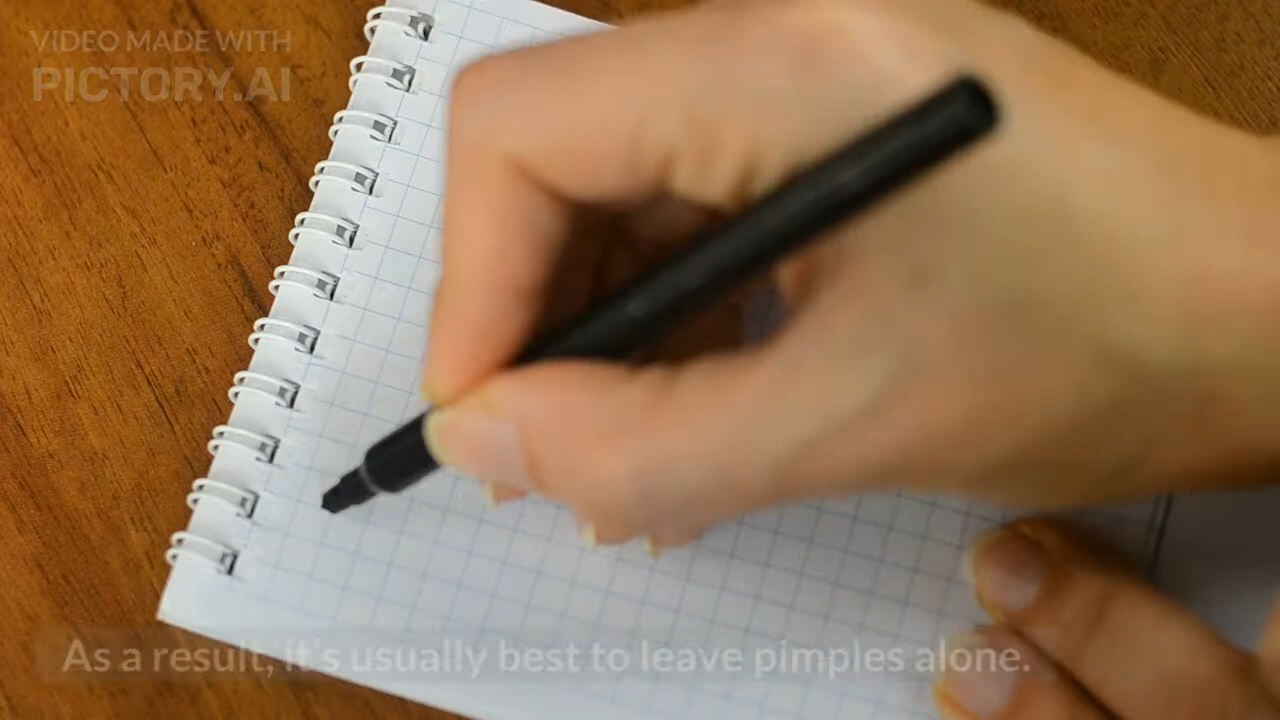 VIDEO MADE WITH
PICTORY.AI
As a result, it's usually best to leave pimples alone.